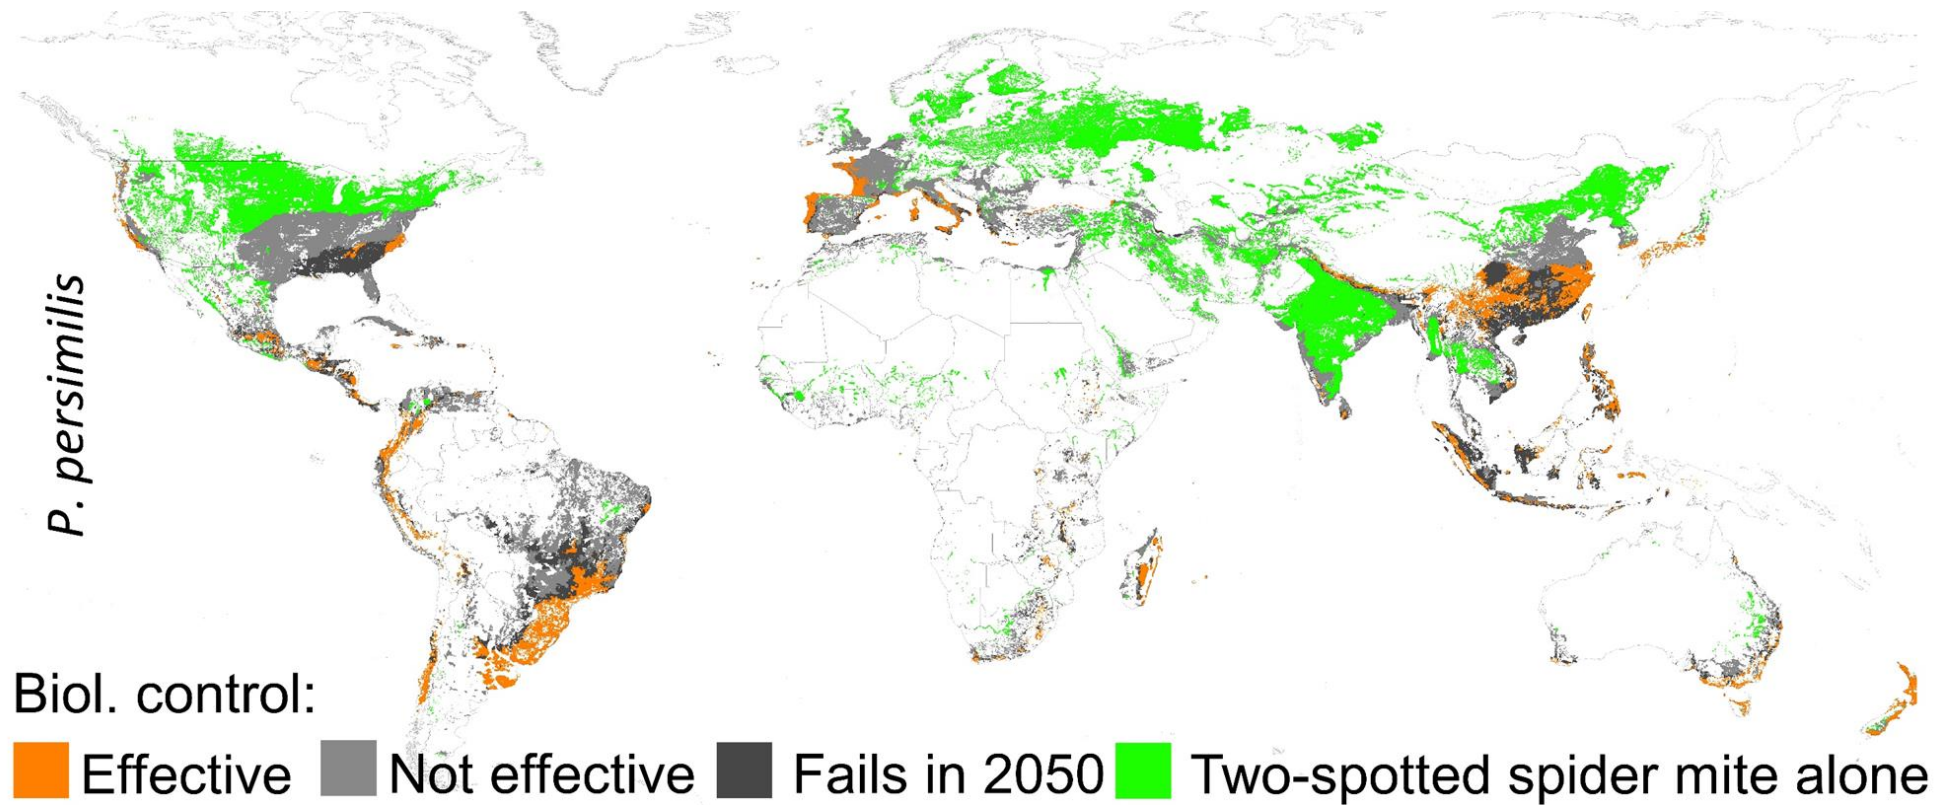 P. persimilis
Biol. control:
Effective Not effective Fails in 2050 Two-spotted spider mite alone